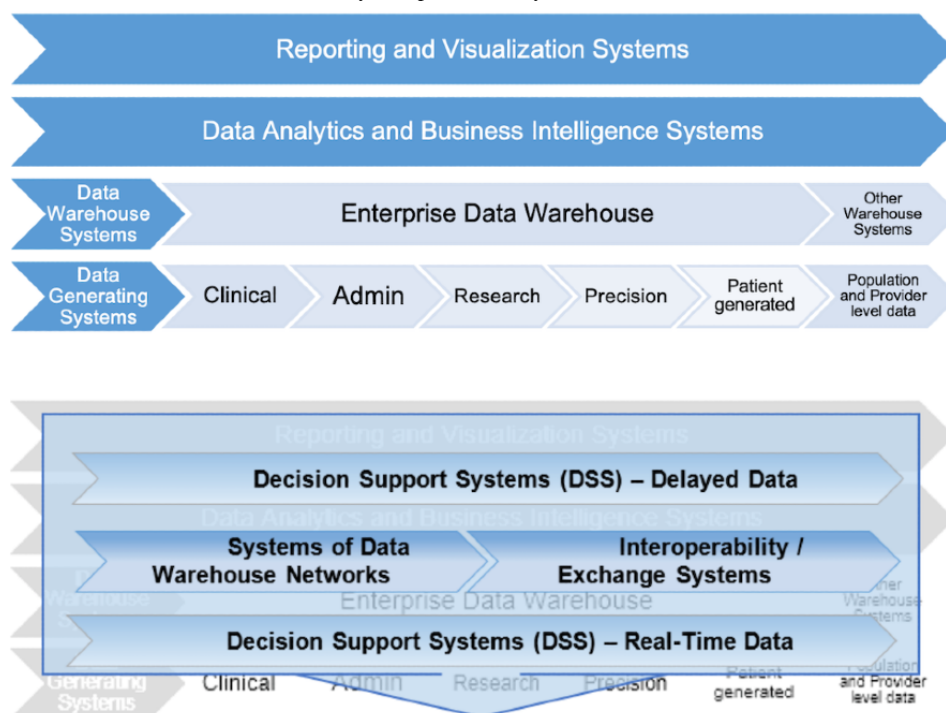 Reporting and Visualization Systems
Data Analytics and Business Intelligence Systems
Data
Warehouse
Systems
Enterprise Data Warehouse
Other
Warehouse
Systems
Data
Generating
Systems
Clinical
Admin
Research
Precision
Patient
generated
Population
and Provider
level data
Reporting and Visualization Systems
Decision Support Systems (DSS) – Delayed Data
Data Analytics and Business Intelligence Systems
Systems of Data
Warehouse Networks
Interoperability /
Exchange Systems
Warehouse
Enterprise Data Warehouse
Warehouse
Systems
Decision Support Systems (DSS) – Real-Time Data
Generating
Systems
Clinical
Admin
Research
Precision
Patient
generated
Population
and Provider
level data